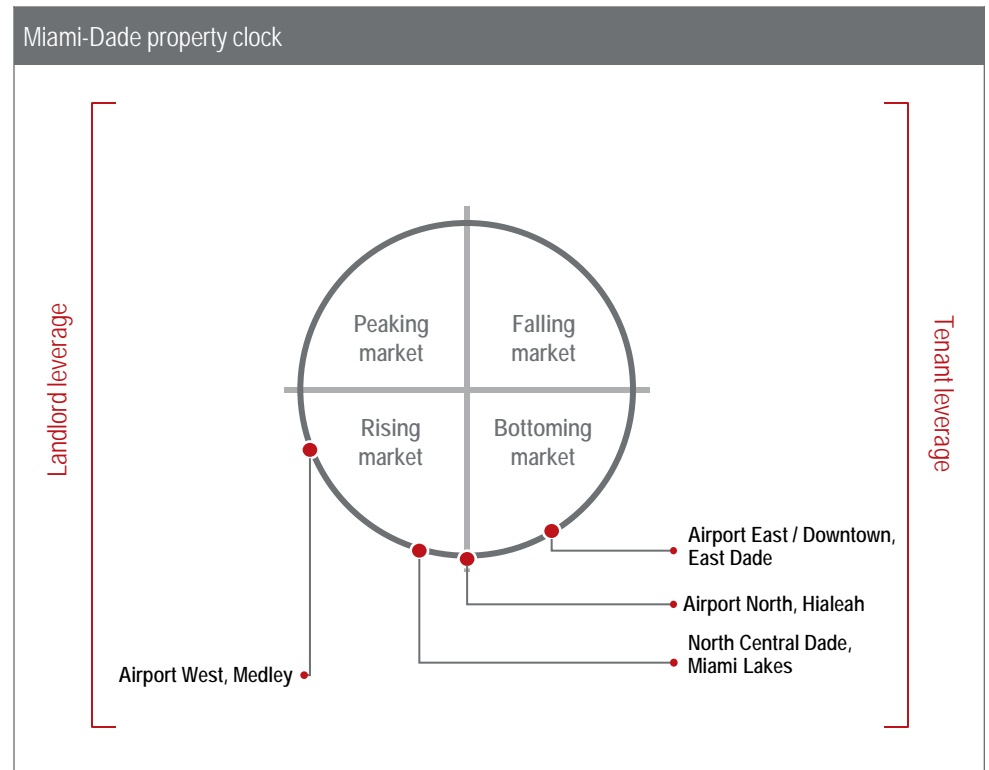 Miami-Dade property clock
Landlord leverage
Tenant leverage
Peaking
market
Falling
market
Rising
market
Bottoming
market
Airport East / Downtown,
East Dade
Airport North, Hialeah
North Central Dade,
Miami Lakes
Airport West, Medley